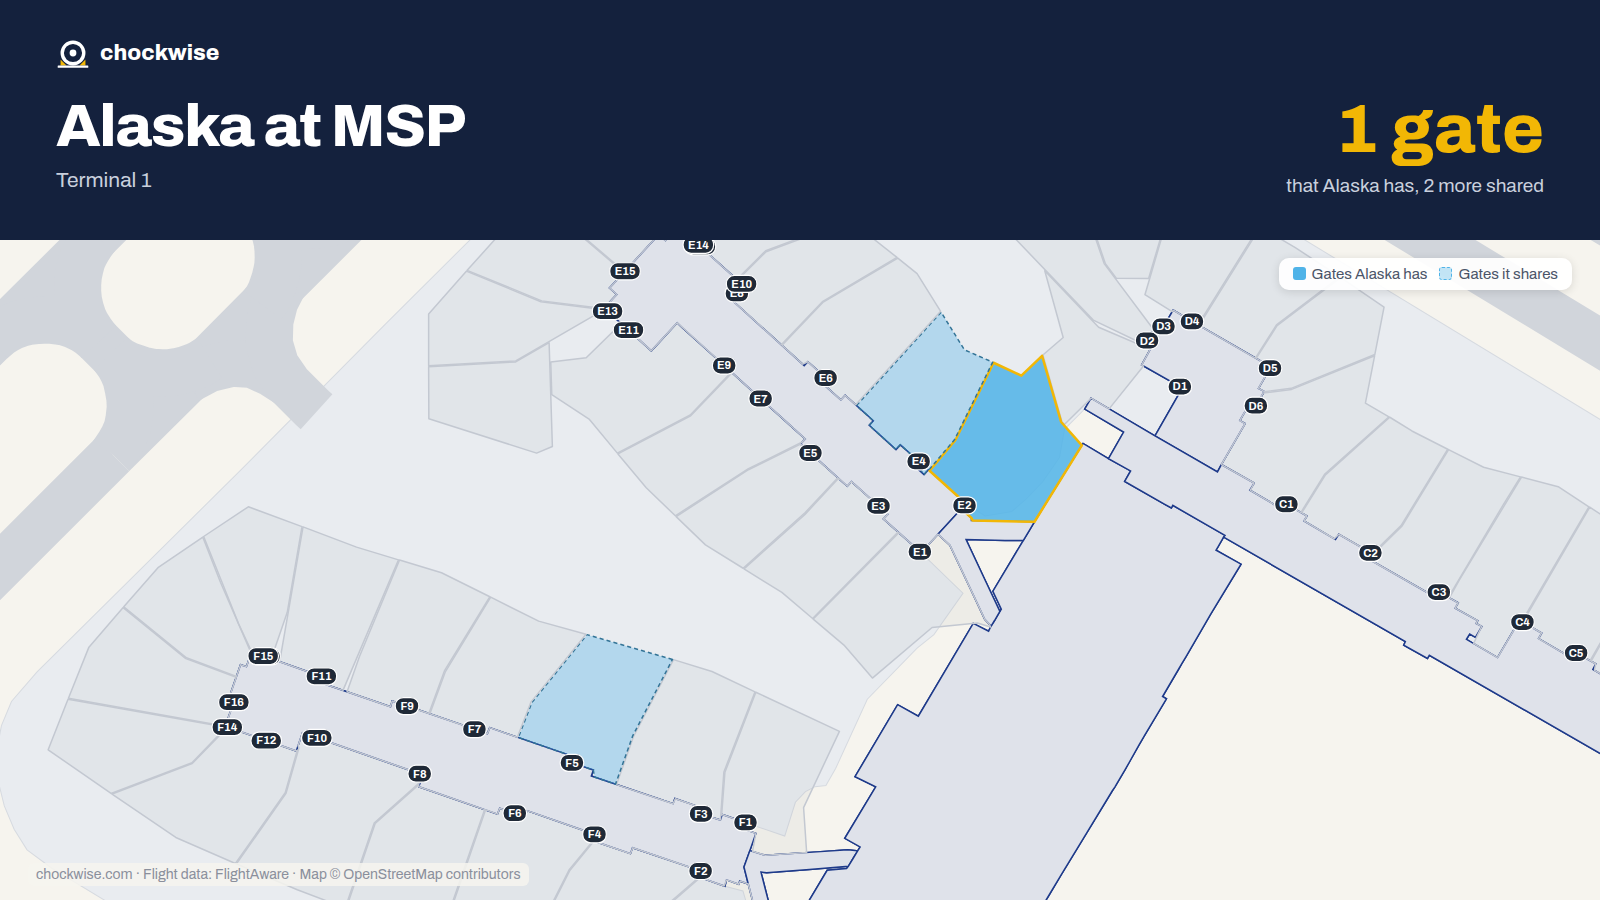 chockwise
Alaska at MSP
Terminal 1
1 gate
that Alaska has, 2 more shared
Gates Alaska has
Gates it shares
E14
E15
E10
E13
E11
E9
E6
E7
E5
E4
E3
E2
E1
D3
D4
D2
D1
D5
D6
C1
C2
C3
C4
C5
F15
F11
F16
F9
F14
F12
F10
F7
F8
F5
F6
F3
F1
F4
F2
chockwise.com · Flight data: FlightAware · Map © OpenStreetMap contributors